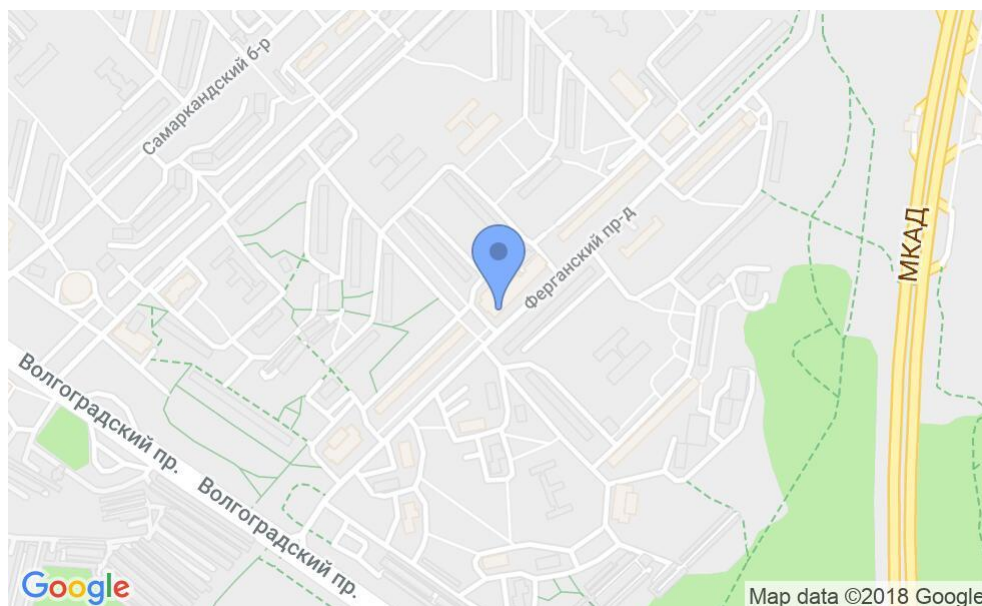 Самаркандский б-р
Ферганский пр-д
МКАД
Волгоградский пр.
Волгоградский пр.
Google
Map data ©2018 Google